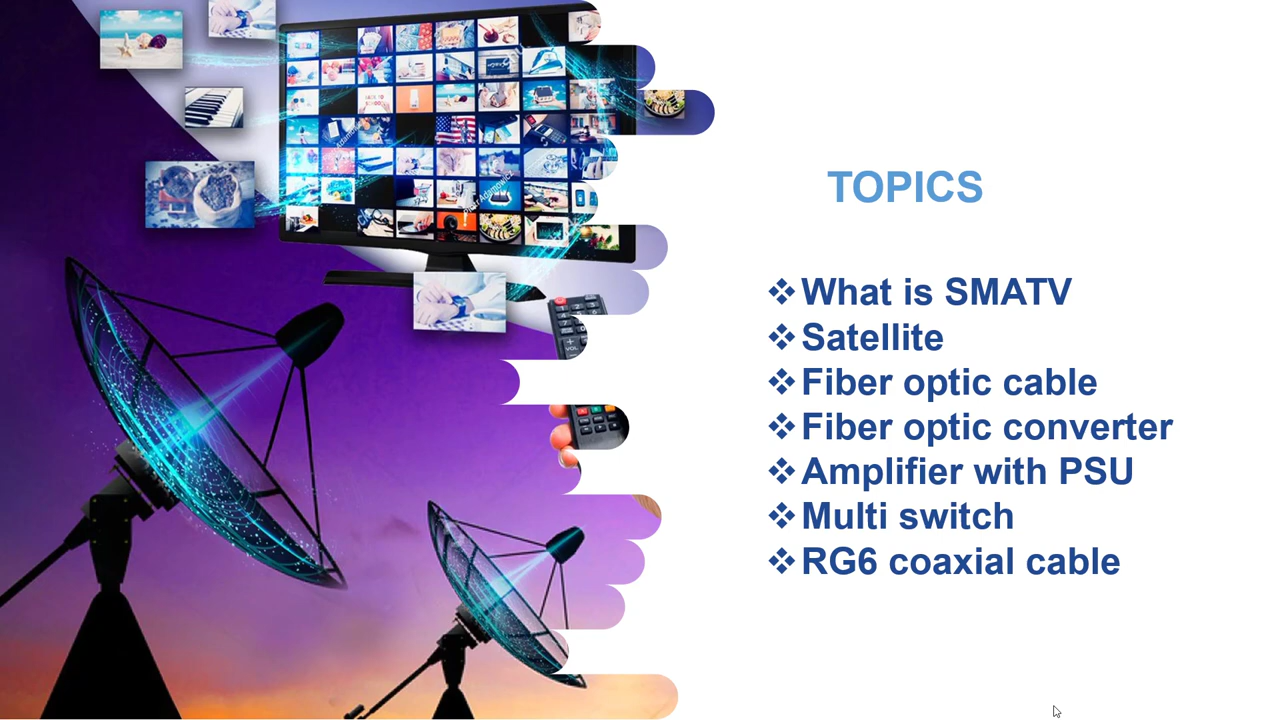 TOPICS
❖What is SMATV
❖Satellite
❖Fiber optic cable
❖Fiber optic converter
❖Amplifier with PSU
❖Multi switch
❖RG6 coaxial cable